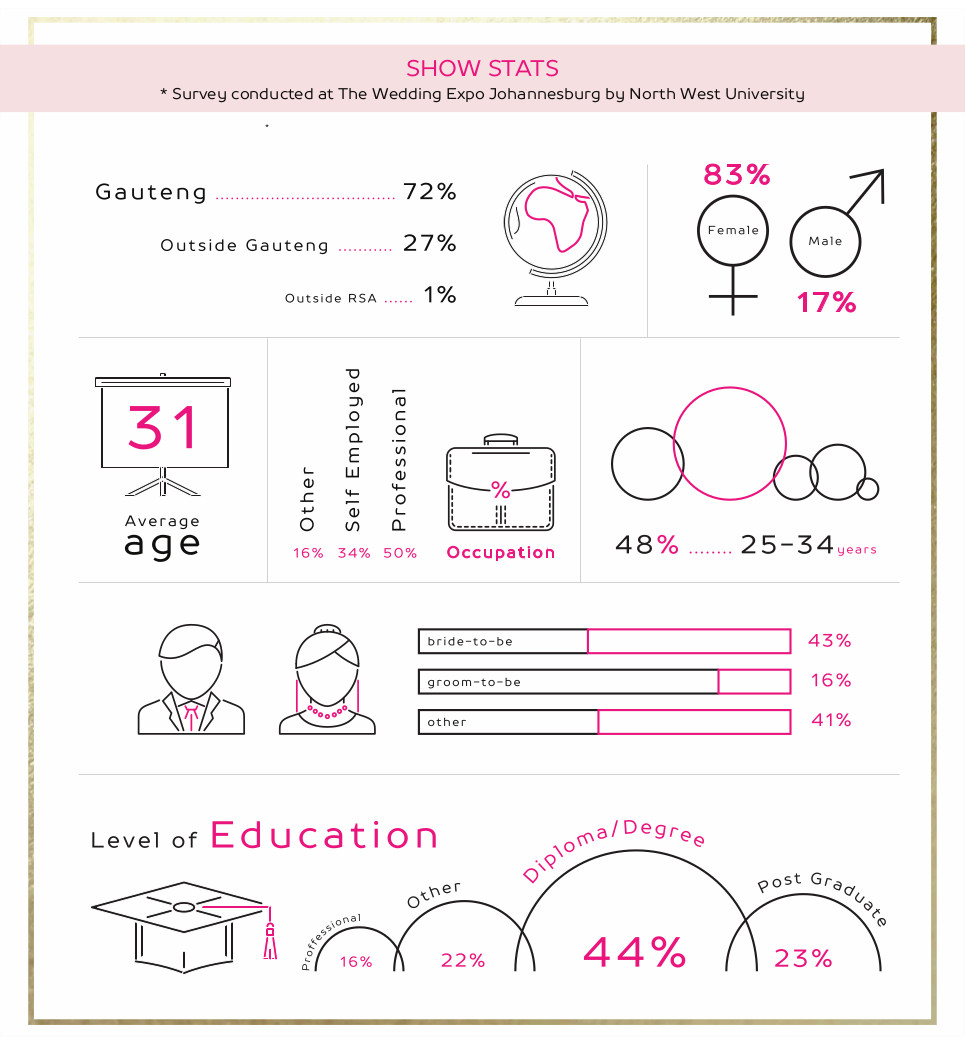 SHOW STATS
* Survey conducted at The Wedding Expo Johannesburg by North West University
Gauteng .................................... 72%
Outside Gauteng ........... 27%
Outside RSA ...... 1%
83%
Female
Male
17%
31
Average
age
Other
Self Employed
Professional
16% 34% 50%
%
Occupation
48% ........ 25-34 years
bride-to-be 43%
groom-to-be 16%
other 41%
Level of Education
Proffessional
16%
Other
22%
Diploma/Degree
44%
Post Graduate
23%